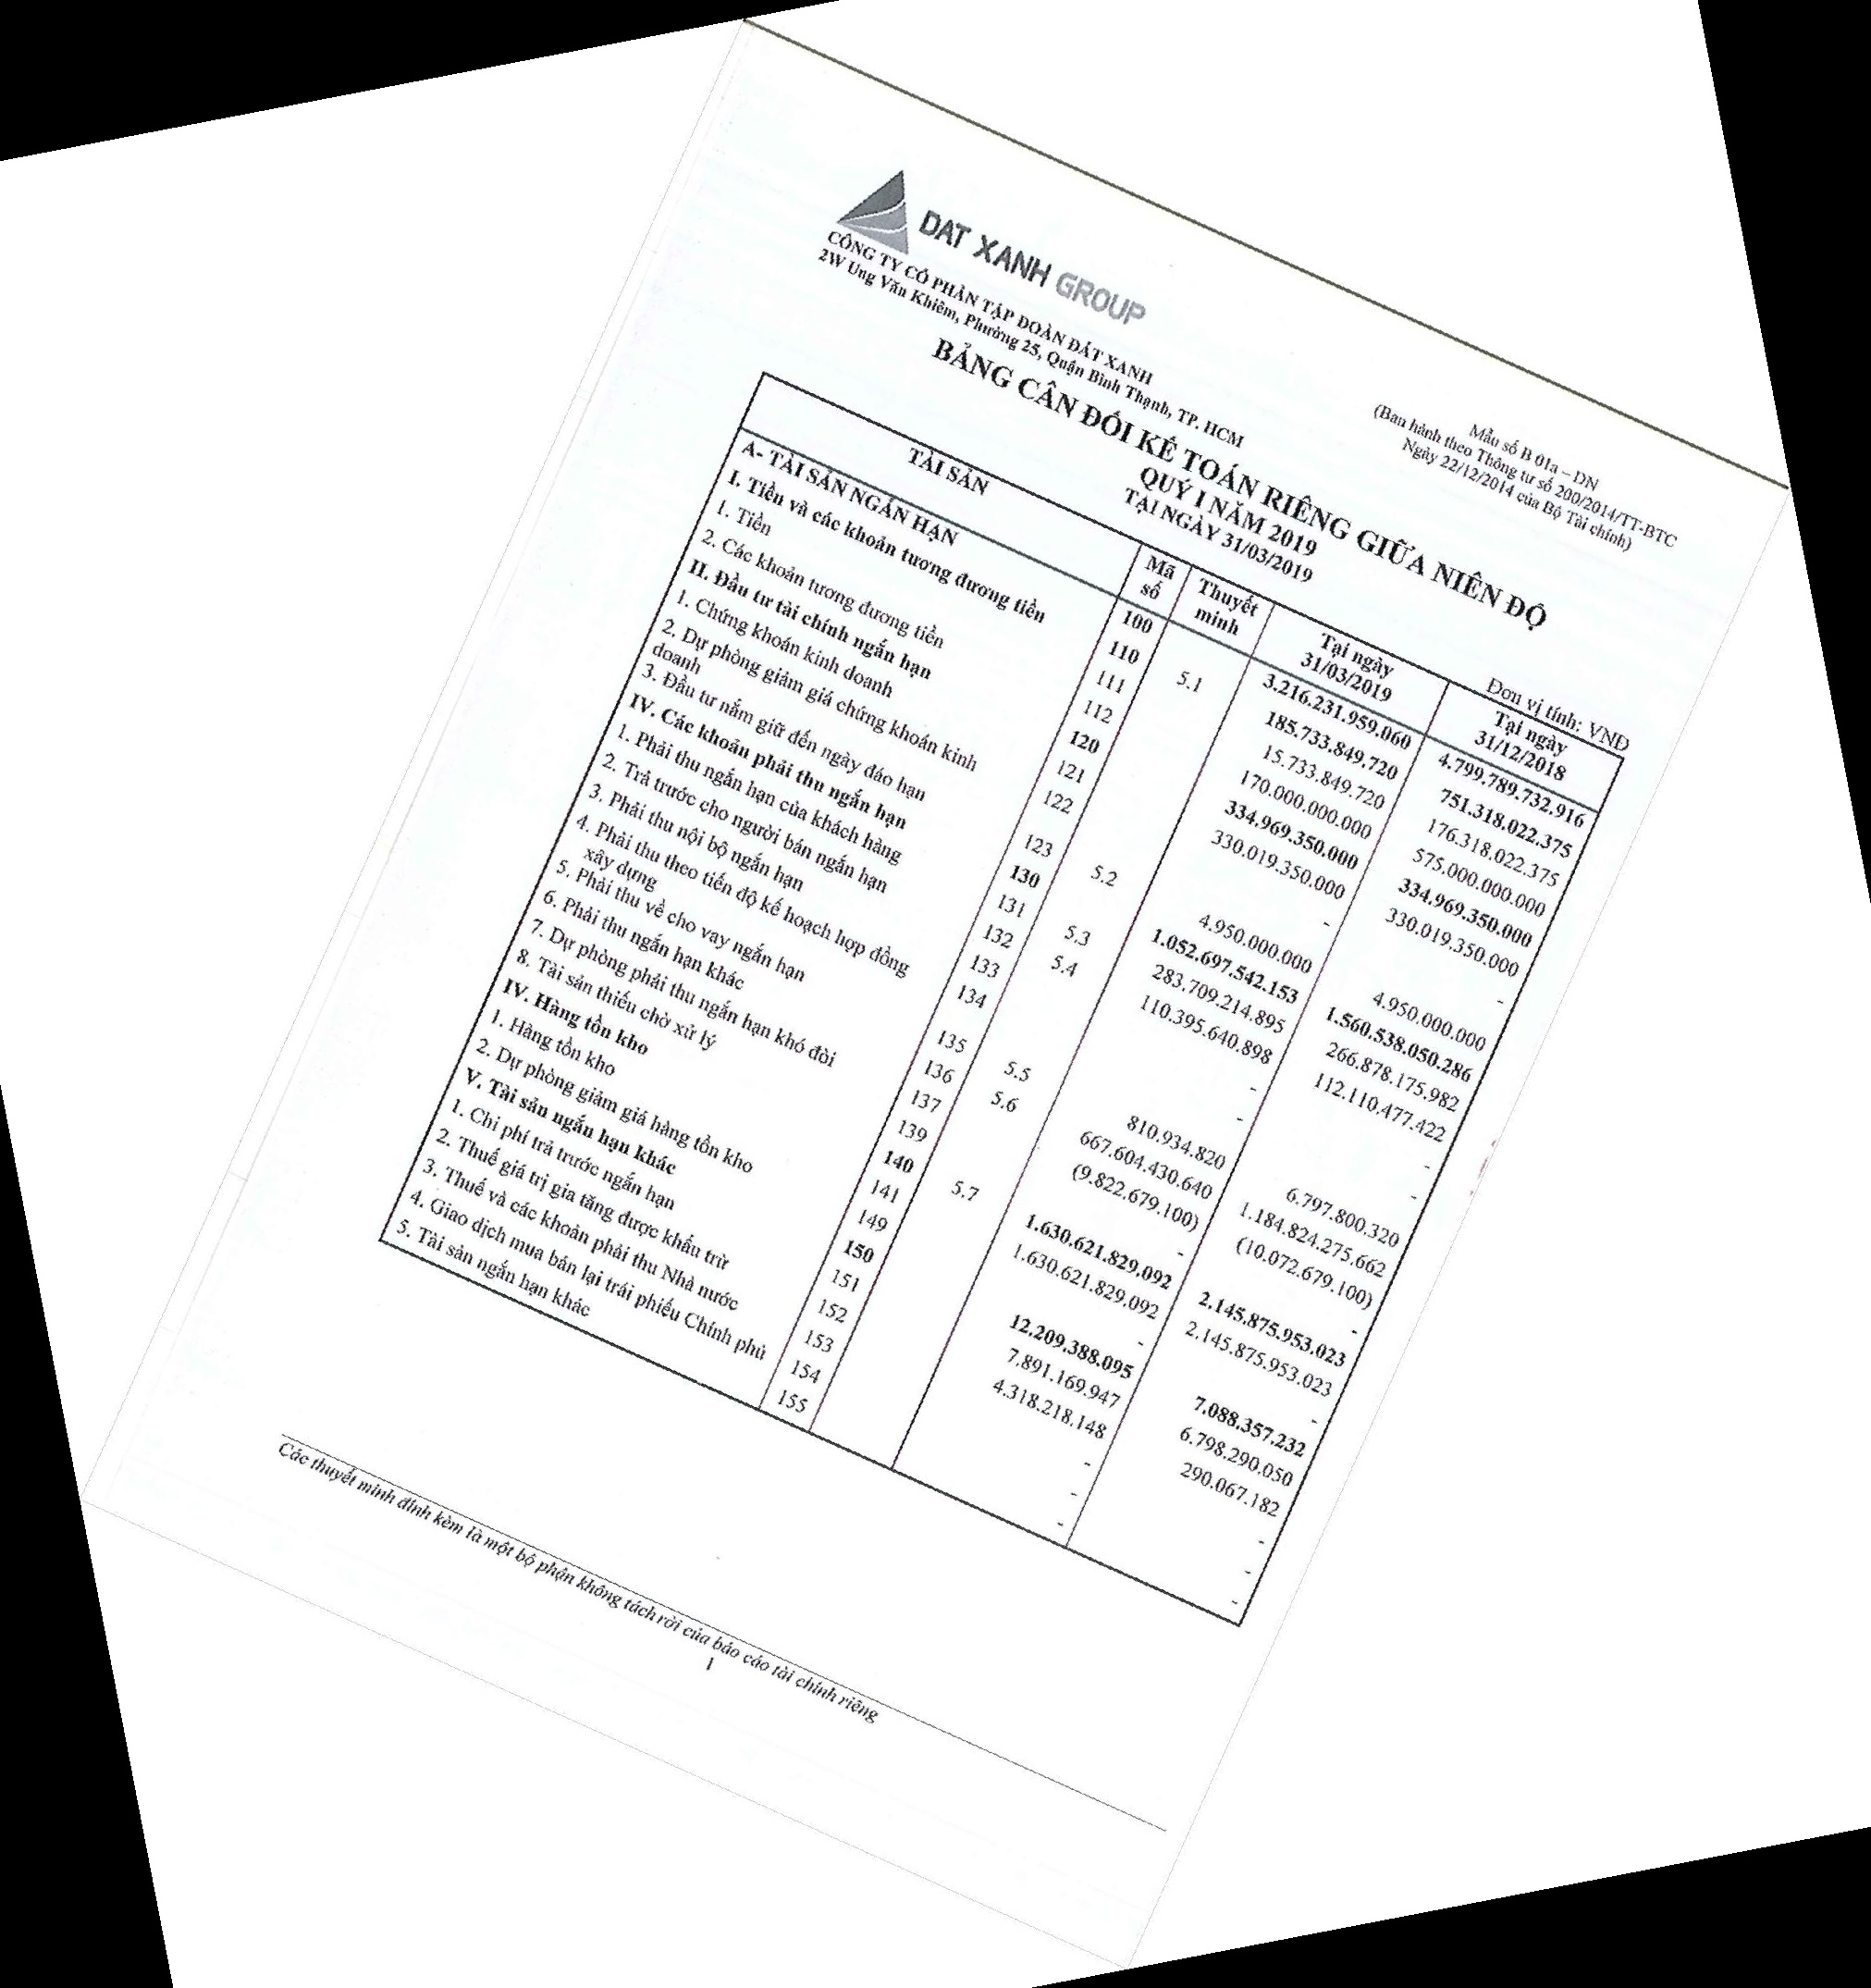 DAT XANH GROUP
CÔNG TY CỔ PHẦN TẬP ĐOÀN ĐẤT XANH
2W Ung Văn Khiêm, Phường 25, Quận Bình Thạnh, TP. HCM
Mẫu số B 01a – DN
(Ban hành theo Thông tư số 200/2014/TT-BTC
Ngày 22/12/2014 của Bộ Tài chính)
BẢNG CÂN ĐỐI KẾ TOÁN RIÊNG GIỮA NIÊN ĐỘ
QUÝ I NĂM 2019
TẠI NGÀY 31/03/2019
Đơn vị tính: VNĐ
TÀI SẢN Mã số Thuyết minh Tại ngày 31/03/2019 Tại ngày 31/12/2018
A- TÀI SẢN NGẮN HẠN 100 3.216.231.959.060 4.799.789.732.916
I. Tiền và các khoản tương đương tiền 110 5.1 185.733.849.720 751.318.022.375
1. Tiền 111 15.733.849.720 176.318.022.375
2. Các khoản tương đương tiền 112 170.000.000.000 575.000.000.000
II. Đầu tư tài chính ngắn hạn 120 334.969.350.000 334.969.350.000
1. Chứng khoán kinh doanh 121 330.019.350.000 330.019.350.000
2. Dự phòng giảm giá chứng khoán kinh doanh 122 - -
3. Đầu tư nắm giữ đến ngày đáo hạn 123 5.2 4.950.000.000 4.950.000.000
IV. Các khoản phải thu ngắn hạn 130 1.052.697.542.153 1.560.538.050.286
1. Phải thu ngắn hạn của khách hàng 131 5.3 283.709.214.895 266.878.175.982
2. Trả trước cho người bán ngắn hạn 132 5.4 110.395.640.898 112.110.477.422
3. Phải thu nội bộ ngắn hạn 133 - -
4. Phải thu theo tiến độ kế hoạch hợp đồng xây dựng 134 - -
5. Phải thu về cho vay ngắn hạn 135 5.5 810.934.820 6.797.800.320
6. Phải thu ngắn hạn khác 136 5.6 667.604.430.640 1.184.824.275.662
7. Dự phòng phải thu ngắn hạn khó đòi 137 (9.822.679.100) (10.072.679.100)
8. Tài sản thiếu chờ xử lý 139 - -
IV. Hàng tồn kho 140 5.7 1.630.621.829.092 2.145.875.953.023
1. Hàng tồn kho 141 1.630.621.829.092 2.145.875.953.023
2. Dự phòng giảm giá hàng tồn kho 149 - -
V. Tài sản ngắn hạn khác 150 12.209.388.095 7.088.357.232
1. Chi phí trả trước ngắn hạn 151 7.891.169.947 6.798.290.050
2. Thuế giá trị gia tăng được khấu trừ 152 4.318.218.148 290.067.182
3. Thuế và các khoản phải thu Nhà nước 153 - -
4. Giao dịch mua bán lại trái phiếu Chính phủ 154 - -
5. Tài sản ngắn hạn khác 155 - -
Các thuyết minh đính kèm là một bộ phận không tách rời của báo cáo tài chính riêng
1